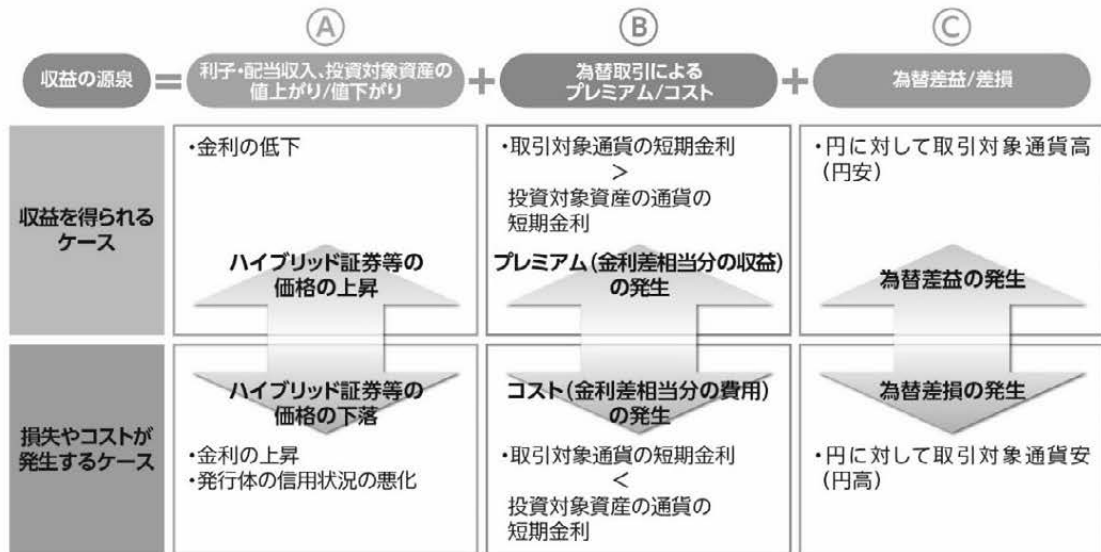 Ⓐ
Ⓑ
Ⓒ
収益の源泉
=
利子・配当収入、投資対象資産の
値上がり/値下がり
+
為替取引による
プレミアム/コスト
+
為替差益/差損
収益を得られる
ケース
・金利の低下
ハイブリッド証券等の
価格の上昇
・取引対象通貨の短期金利
>
投資対象資産の通貨の
短期金利
プレミアム(金利差相当分の収益)
の発生
・円に対して取引対象通貨高
(円安)
為替差益の発生
損失やコストが
発生するケース
ハイブリッド証券等の
価格の下落
・金利の上昇
・発行体の信用状況の悪化
コスト(金利差相当分の費用)
の発生
・取引対象通貨の短期金利
<
投資対象資産の通貨の
短期金利
為替差損の発生
・円に対して取引対象通貨安
(円高)